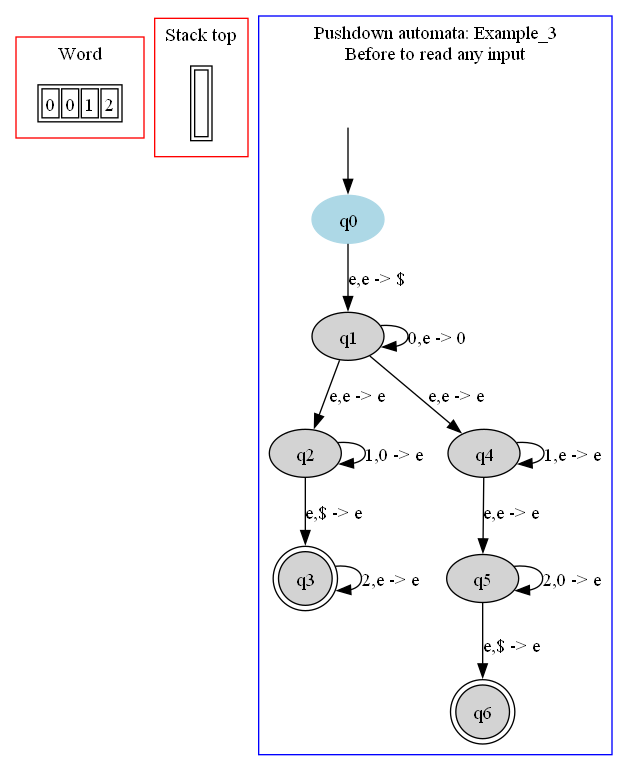 Word
0 0 1 2
Stack top
Pushdown automata: Example_3
Before to read any input
q0
e,e -> $
q1
0,e -> 0
e,e -> e
e,e -> e
q2
1,0 -> e
q4
1,e -> e
e,$ -> e
e,e -> e
q3
2,e -> e
q5
2,0 -> e
e,$ -> e
q6